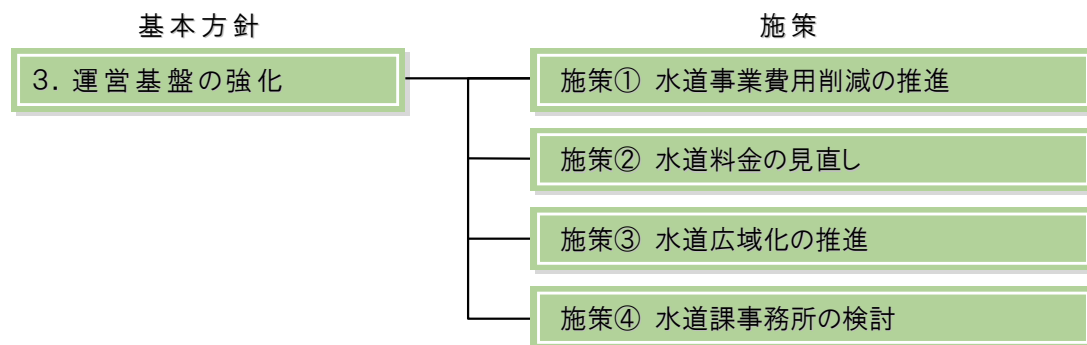 基本方針
施策
3. 運営基盤の強化
施策① 水道事業費用削減の推進
施策② 水道料金の見直し
施策③ 水道広域化の推進
施策④ 水道課事務所の検討